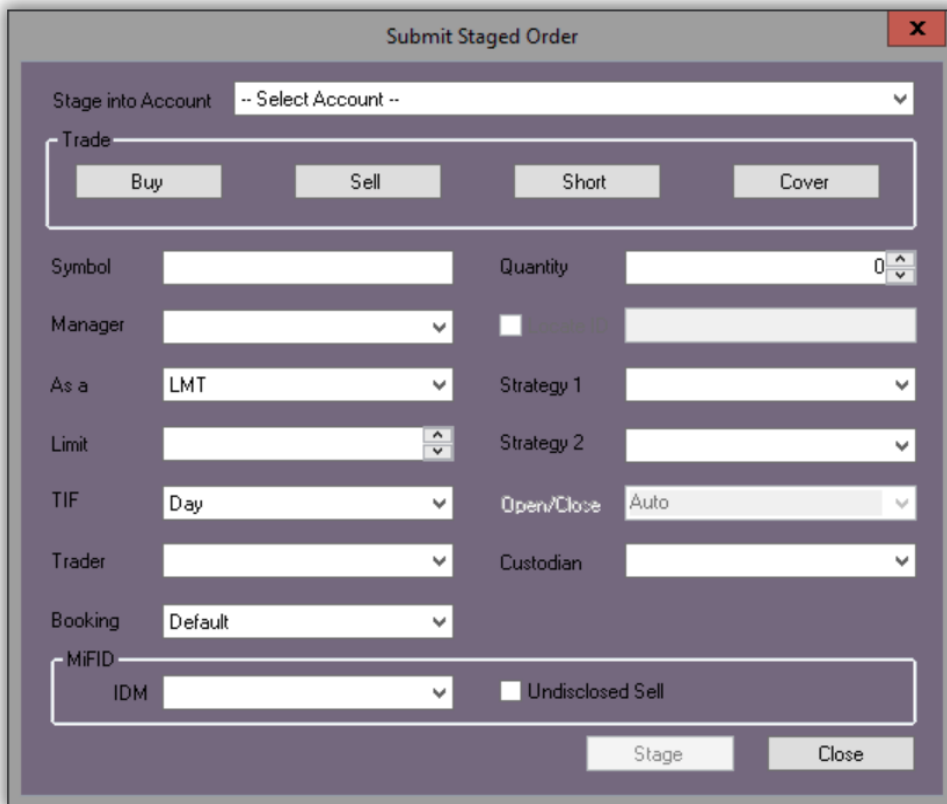 Submit Staged Order
x
Stage into Account -- Select Account --
Trade
Buy Sell Short Cover
Symbol Quantity 0
Manager
As a LMT Strategy 1
Limit Strategy 2
TIF Day Open/Close Auto
Trader Custodian
Booking Default
MiFID
IDM Undisclosed Sell
Stage Close